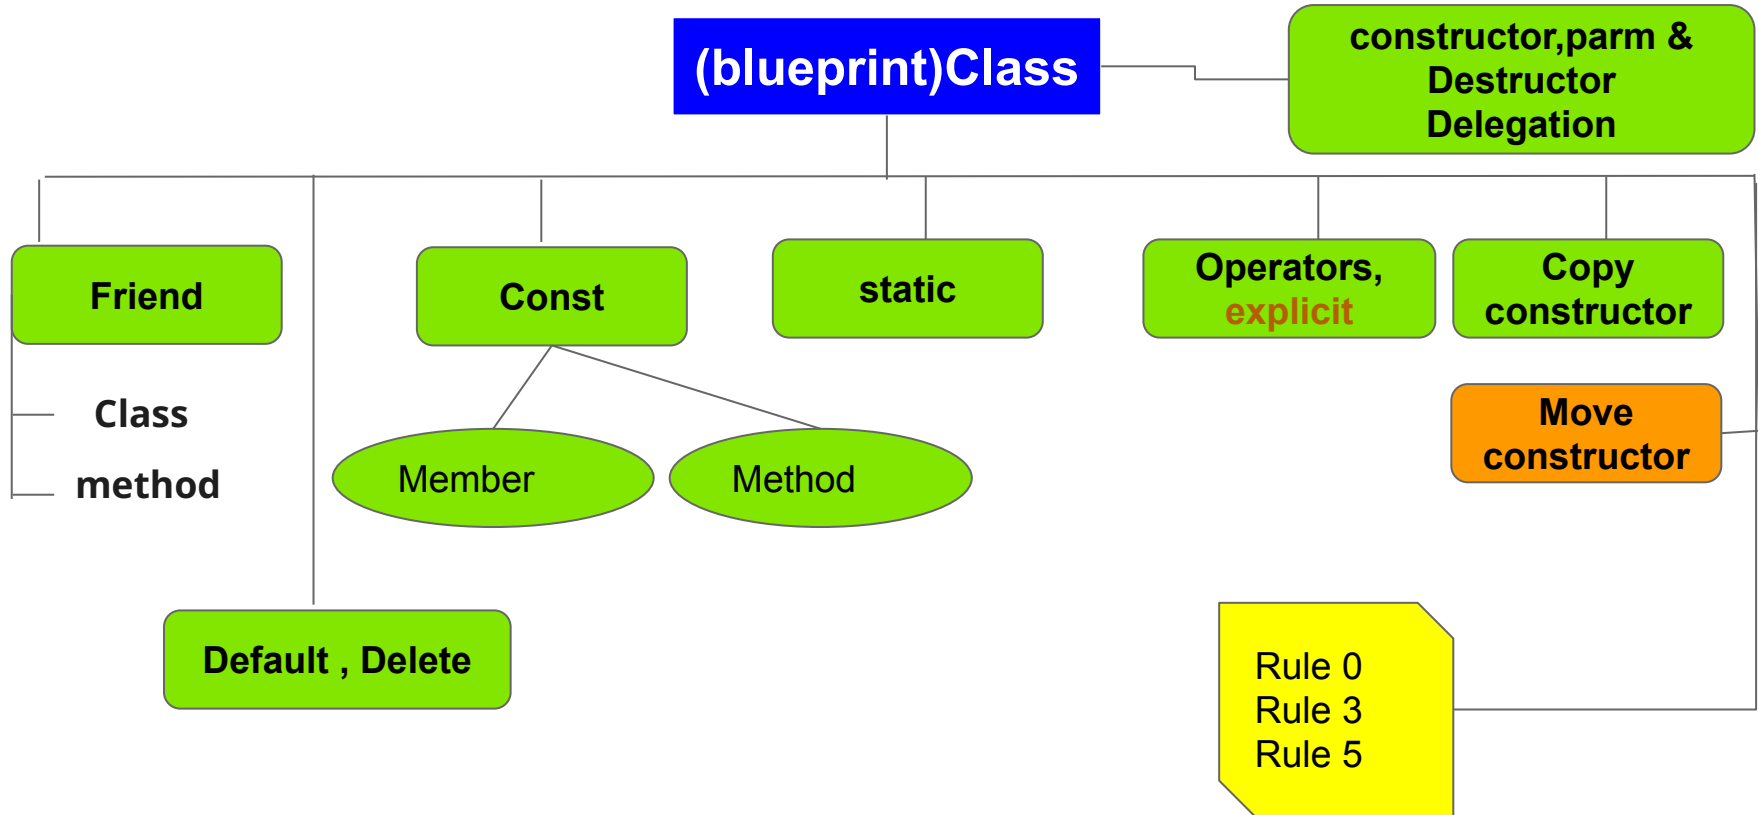 (blueprint)Class
constructor,parm &
Destructor
Delegation
Friend
Const
static
Operators,
explicit
Copy
constructor
Class
method
Member
Method
Move
constructor
Default , Delete
Rule 0
Rule 3
Rule 5